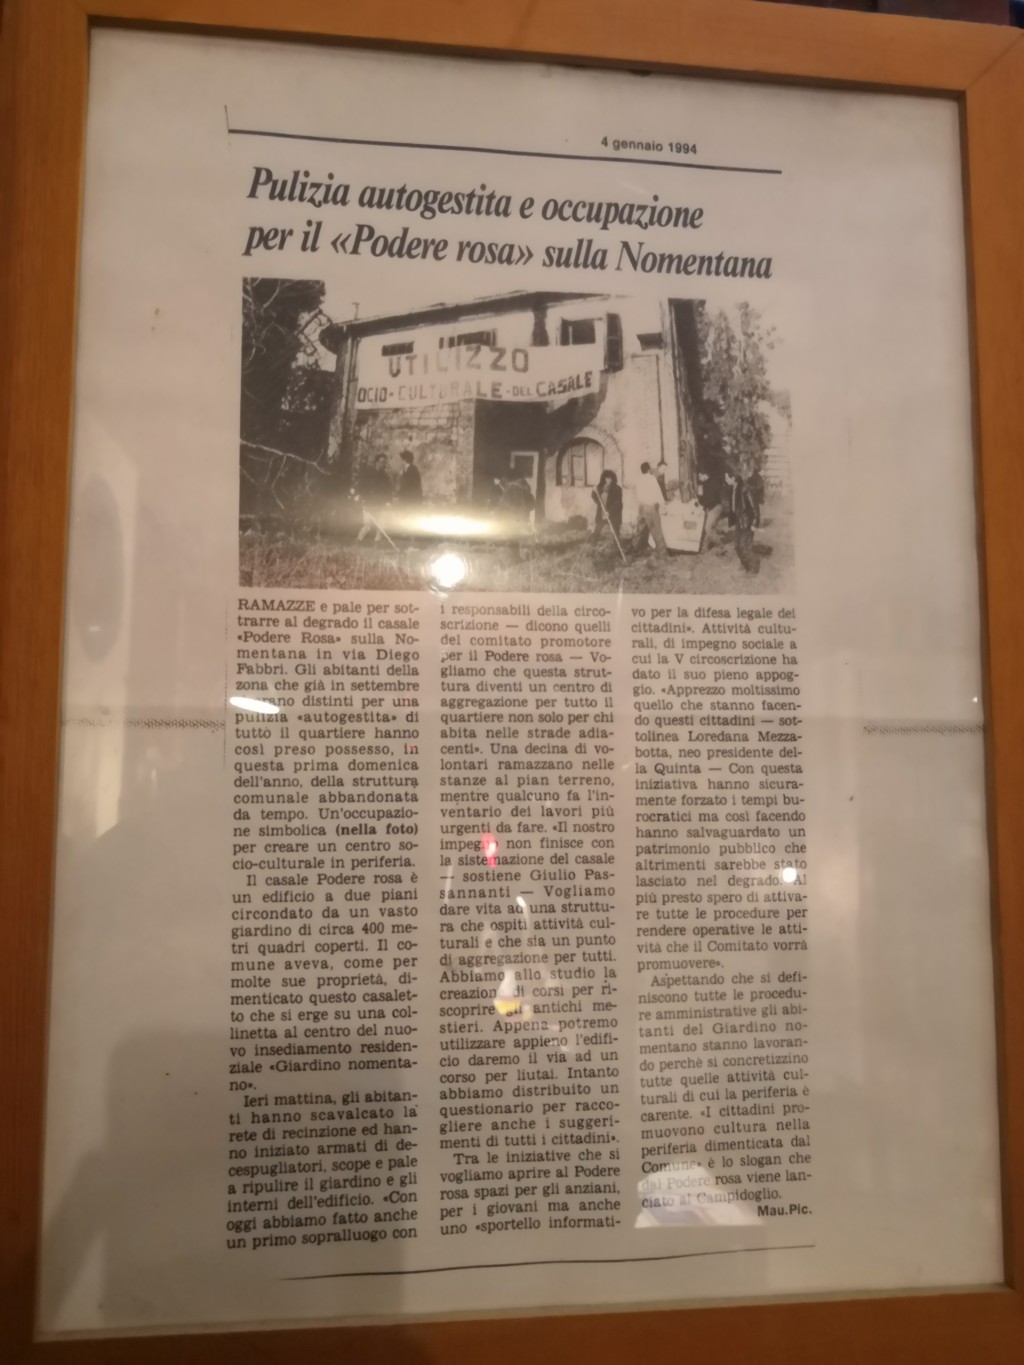 4 gennaio 1994
Pulizia autogestita e occupazione
per il «Podere rosa» sulla Nomentana
UTILIZZO
OCIO-CULTURALE-DEL CASALE
RAMAZZE e pale per sot-
trarre al degrado il casale
«Podere Rosa» sulla No-
mentana in via Diego
Fabbri. Gli abitanti della
zona che già in settembre
distinti per una
pulizia «autogestita» di
tutto il quartiere hanno
così preso possesso, in
questa prima domenica
dell'anno, della struttura
comunale abbandonata
da tempo. Un'occupazio-
ne simbolica (nella foto)
per creare un centro so-
cio-culturale in periferia.
Il casale Podere rosa è
un edificio a due piani
circondato da un vasto
giardino di circa 400 me-
tri quadri coperti. Il co-
mune aveva, come per
molte sue proprietà, di-
menticato questo casalet-
to che si erge su una col-
linetta al centro del nuo-
vo insediamento residen-
ziale «Giardino nomenta-
no».
Ieri mattina, gli abitan-
ti hanno scavalcato la
rete di recinzione ed han-
no iniziato armati di de-
cespugliatori, scope e pale
a ripulire il giardino e gli
interni dell'edificio. «Con
oggi abbiamo fatto anche
un primo sopralluogo con
i responsabili della circo-
scrizione — dicono quelli
del comitato promotore
per il Podere rosa — Vo-
gliamo che questa strut-
tura diventi un centro di
aggregazione per tutto il
quartiere non solo per chi
abita nelle strade adia-
centi». Una decina di vo-
lontari ramazzano nelle
stanze al pian terreno,
mentre qualcuno fa l'in-
ventario dei lavori più
urgenti da fare. «Il nostro
impegno non finisce con
la sistemazione del casale
— sostiene Giulio Pas-
sannanti — Vogliamo
dare vita ad una struttu-
ra che ospiti attività cul-
turali e che sia un punto
di aggregazione per tutti.
Abbiamo allo studio la
creazion di corsi per ri-
scoprire gli antichi me-
stieri. Appena potremo
utilizzare appieno l'edifi-
cio daremo il via ad un
corso per liutai. Intanto
abbiamo distribuito un
questionario per racco-
gliere anche i suggeri-
menti di tutti i cittadini».
Tra le iniziative che si
vogliamo aprire al Podere
rosa spazi per gli anziani,
per i giovani ma anche
uno «sportello informati-
vo per la difesa legale dei
cittadini». Attività cultu-
rali, di impegno sociale a
cui la V circoscrizione ha
dato il suo pieno appog-
gio. «Apprezo moltissimo
quello che stanno facen-
do questi cittadini — sot-
tolinea Loredana Mezza-
botta, neo presidente del-
la Quinta — Con questa
iniziativa hanno sicura-
mente forzato i tempi bu-
rocratici ma così facendo
hanno salvaguardato un
patrimonio pubblico che
altrimenti sarebbe stato
lasciato nel degrado. Al
più presto spero di attiva-
re tutte le procedure per
rendere operative le atti-
vità che il Comitato vorrà
promuovere».
Aspettando che si defi-
niscono tutte le procedu-
re amministrative gli abi-
tanti del Giardino no-
mentano stanno lavoran-
do perchè si concretizzino
tutte quelle attività cul-
turali di cui la periferia è
carente. «I cittadini pro-
muovono cultura nella
periferia dimenticata dal
Comune» è lo slogan che
dal Podere rosa viene lan-
ciato al Campidoglio.
Mau.Pic.